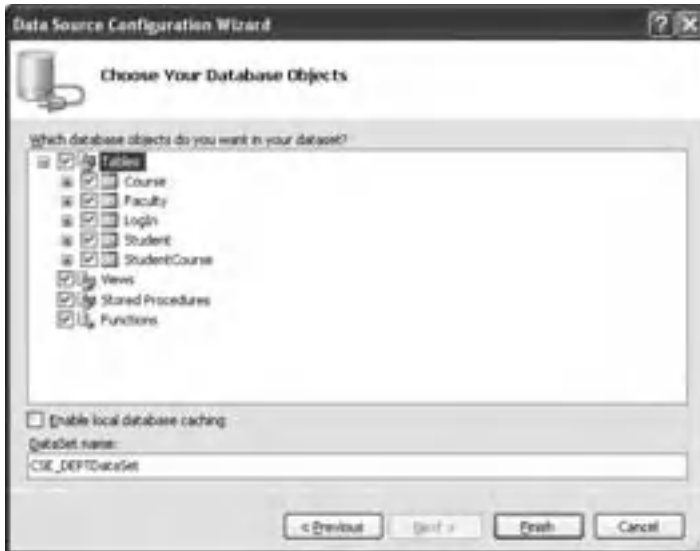 Data Source Configuration Wizard
Choose Your Database Objects
Which database objects do you want in your dataset?
Tables
Course
Faculty
LogIn
Student
StudentCourse
Views
Stored Procedures
Functions
Enable local database caching
DataSet name:
CSE_DEPTDataSet
< Previous
Next >
Finish
Cancel